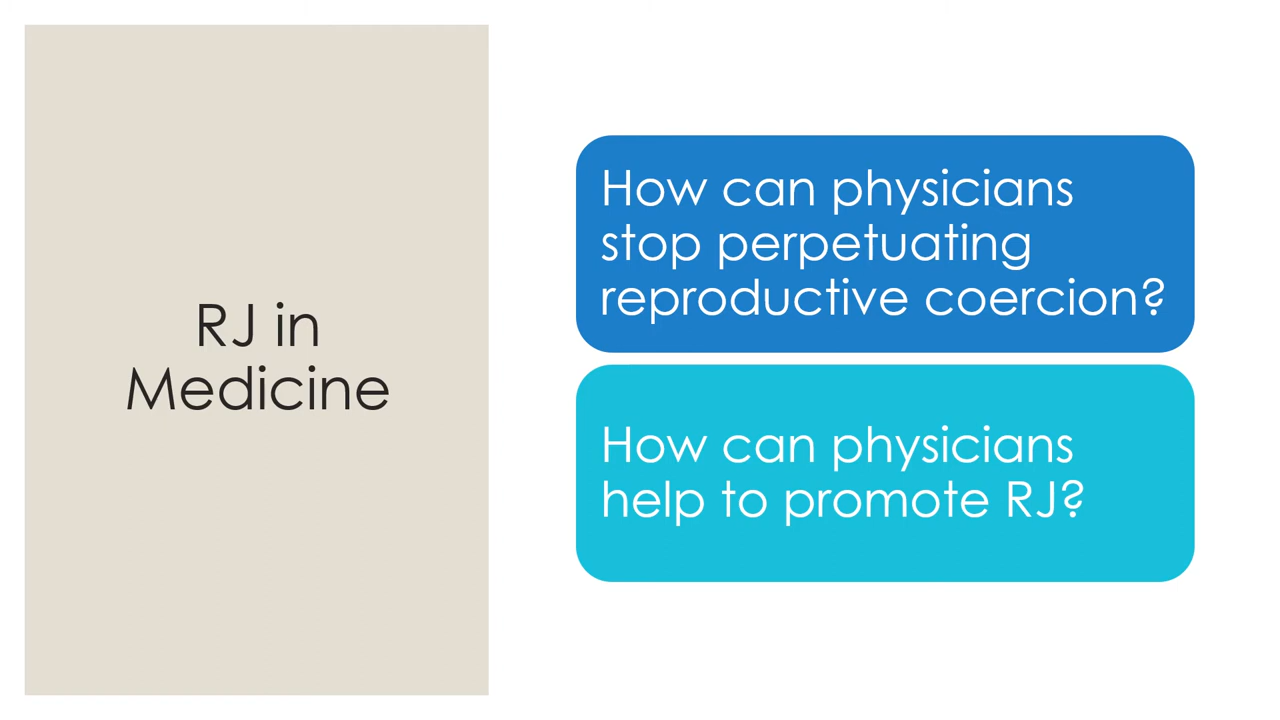 RJ in
Medicine
How can physicians
stop perpetuating
reproductive coercion?
How can physicians
help to promote RJ?